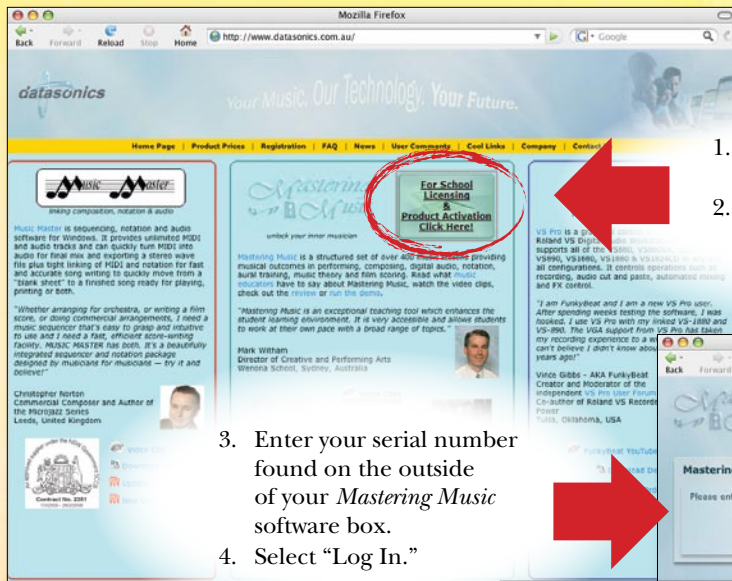 Mozilla Firefox
Back Forward Reload Stop Home http://www.datasonics.com.au/ G Google
datasonics
Your Music. Our Technology. Your Future.
Home Page | Product Prices | Registration | FAQ | News | User Comments | Cool Links | Company | Contact
Music Master
linking composition, notation & audio
Music Master is sequencing, notation and audio
software for Windows. It provides unlimited MIDI
and audio tracks and can quickly turn MIDI into
audio for final mix and exporting a stereo wave
file plus tight linking of MIDI and notation for fast
and accurate song writing to quickly move from a
"blank sheet" to a finished song ready for playing,
printing or both.
"Whether arranging for orchestra, or writing a film
score, or doing commercial arrangements, I need a
music sequencer that's easy to grasp and intuitive
to use and I need a fast, efficient score-writing
facility. MUSIC MASTER has both. It's a beautifully
integrated sequencer and notation package
designed by musicians for musicians — try it and
believe!"
Christopher Norton
Commercial Composer and Author of
the Microjazz Series
Leeds, United Kingdom
Contract No. 2381
Mastering
Music
unlock your inner musician
For School
Licensing
&
Product Activation
Click Here!
Mastering Music is a structured set of over 400 music lessons providing
musical outcomes in performing, composing, digital audio, notation,
aural training, music theory and film scoring. Read what music
educators have to say about Mastering Music, watch the video clips,
check out the review or run the demo.
"Mastering Music is an exceptional teaching tool which enhances the
student learning environment. It is very accessible and allows students
to work at their own pace with a broad range of topics."
Mark Witham
Director of Creative and Performing Arts
Wenona School, Sydney, Australia
VS Pro is a
Roland VS Digital
supports all of the
VS890, VS1680, VS1880 &
all configurations. It controls operations such as
recording, audio cut and paste, automated mixing
and FX control.
"I am FunkyBeat and I am a new VS Pro user.
After spending weeks testing the software, I was
hooked. I use VS Pro with my linked VS-1880 and
VS-890. The VGA support from VS Pro has taken
my recording experience to a
can't believe I didn't know
years ago!"
Vince Gibbs - AKA FunkyBeat
Creator and Moderator of the
independent VS Pro User Forum
Co-author of Roland VS Recorder
Power
Tulsa, Oklahoma, USA
FunkyBeat YouTube
1.
2.
3. Enter your serial number
found on the outside
of your Mastering Music
software box.
4. Select “Log In.”
Back Forward
Mastering
Please